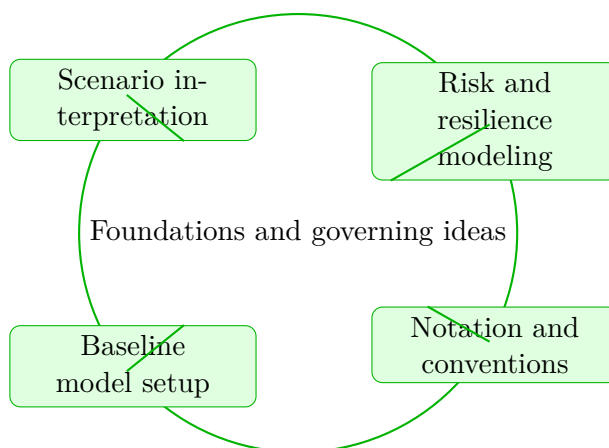 Scenario in-
terpretation
Risk and
resilience
modeling
Foundations and governing ideas
Baseline
model setup
Notation and
conventions